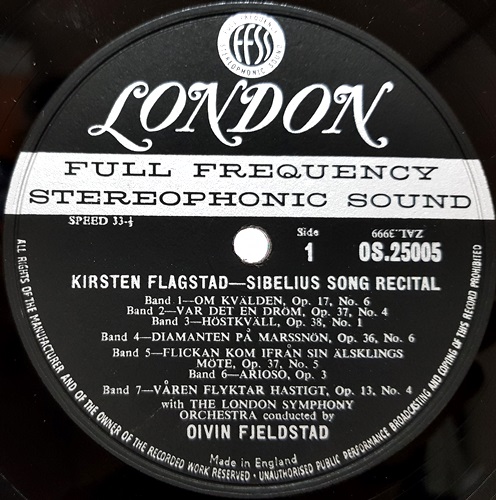 FULL FREQUENCY
ffss
STEREOPHONIC SOUND
LONDON
FULL FREQUENCY
STEREOPHONIC SOUND
SPEED 33-⅓
ZAL.3999
Side
1
OS.25005
KIRSTEN FLAGSTAD—SIBELIUS SONG RECITAL
Band 1—OM KVÄLDEN, Op. 17, No. 6
Band 2—VAR DET EN DRÖM, Op. 37, No. 4
Band 3—HÖSTKVÄLL, Op. 38, No. 1
Band 4—DIAMANTEN PÅ MARSSNÖN, Op. 36, No. 6
Band 5—FLICKAN KOM IFRÅN SIN ÄLSKLINGS
MÖTE, Op. 37, No. 5
Band 6—ARIOSO, Op. 3
Band 7—VÅREN FLYKTAR HASTIGT, Op. 13, No. 4
with THE LONDON SYMPHONY
ORCHESTRA conducted by
OIVIN FJELDSTAD
Made in England
ALL RIGHTS OF THE MANUFACTURER AND OF THE OWNER OF THE RECORDED WORK RESERVED · UNAUTHORISED PUBLIC PERFORMANCE BROADCASTING AND COPYING OF THIS RECORD PROHIBITED